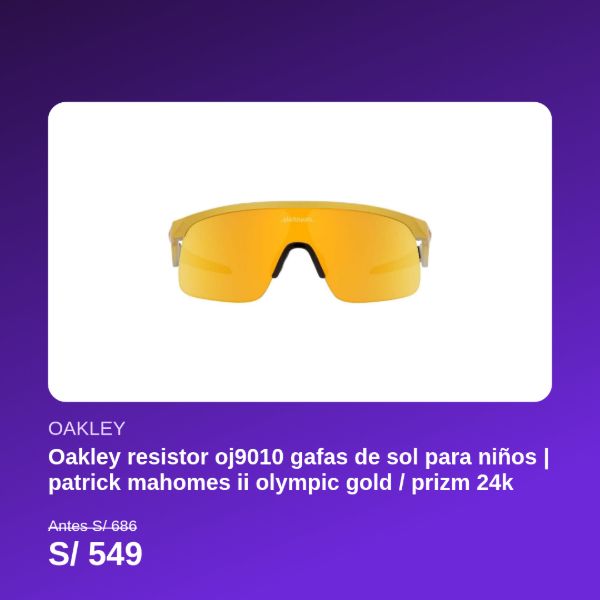 OAKLEY
Oakley resistor oj9010 gafas de sol para niños |
patrick mahomes ii olympic gold / prizm 24k
Antes S/ 686
S/ 549